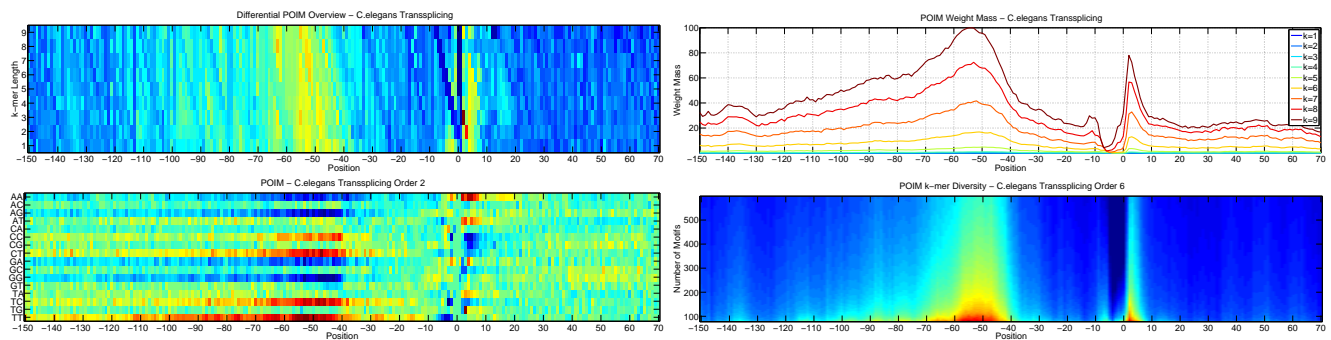 Differential POIM Overview – C.elegans Transsplicing
k-mer Length
9
8
7
6
5
4
3
2
1
−150 −140 −130 −120 −110 −100 −90 −80 −70 −60 −50 −40 −30 −20 −10 0 10 20 30 40 50 60 70
Position
POIM Weight Mass – C.elegans Transsplicing
Weight Mass
100
80
60
40
20
k=1
k=2
k=3
k=4
k=5
k=6
k=7
k=8
k=9
−150 −140 −130 −120 −110 −100 −90 −80 −70 −60 −50 −40 −30 −20 −10 0 10 20 30 40 50 60 70
Position
POIM – C.elegans Transsplicing Order 2
AA
AC
AG
AT
CA
CC
CG
CT
GA
GC
GG
GT
TA
TC
TG
TT
−150 −140 −130 −120 −110 −100 −90 −80 −70 −60 −50 −40 −30 −20 −10 0 10 20 30 40 50 60 70
Position
POIM k−mer Diversity – C.elegans Transsplicing Order 6
Number of Motifs
500
400
300
200
100
−150 −140 −130 −120 −110 −100 −90 −80 −70 −60 −50 −40 −30 −20 −10 0 10 20 30 40 50 60 70
Position